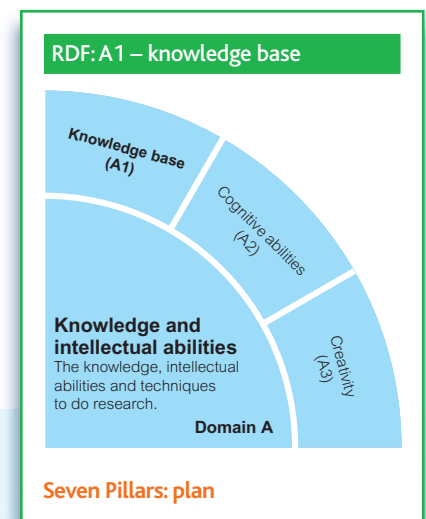 RDF: A1 – knowledge base
Knowledge base
(A1)
Cognitive abilities
(A2)
Creativity
(A3)
Knowledge and
intellectual abilities
The knowledge, intellectual
abilities and techniques
to do research.
Domain A
Seven Pillars: plan